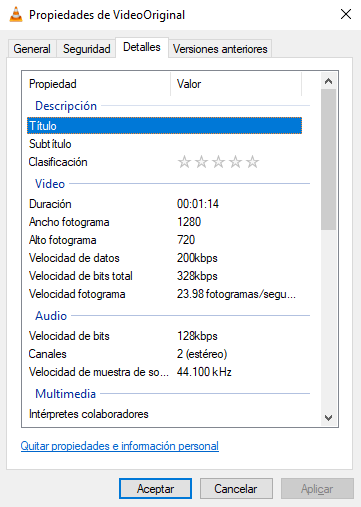 Propiedades de VideoOriginal
General Seguridad Detalles Versiones anteriores
Propiedad Valor
Descripción
Título
Subtítulo
Clasificación
Video
Duración 00:01:14
Ancho fotograma 1280
Alto fotograma 720
Velocidad de datos 200kbps
Velocidad de bits total 328kbps
Velocidad fotograma 23.98 fotogramas/segu...
Audio
Velocidad de bits 128kbps
Canales 2 (estéreo)
Velocidad de muestra de so... 44.100 kHz
Multimedia
Intérpretes colaboradores
Quitar propiedades e información personal
Aceptar Cancelar Aplicar